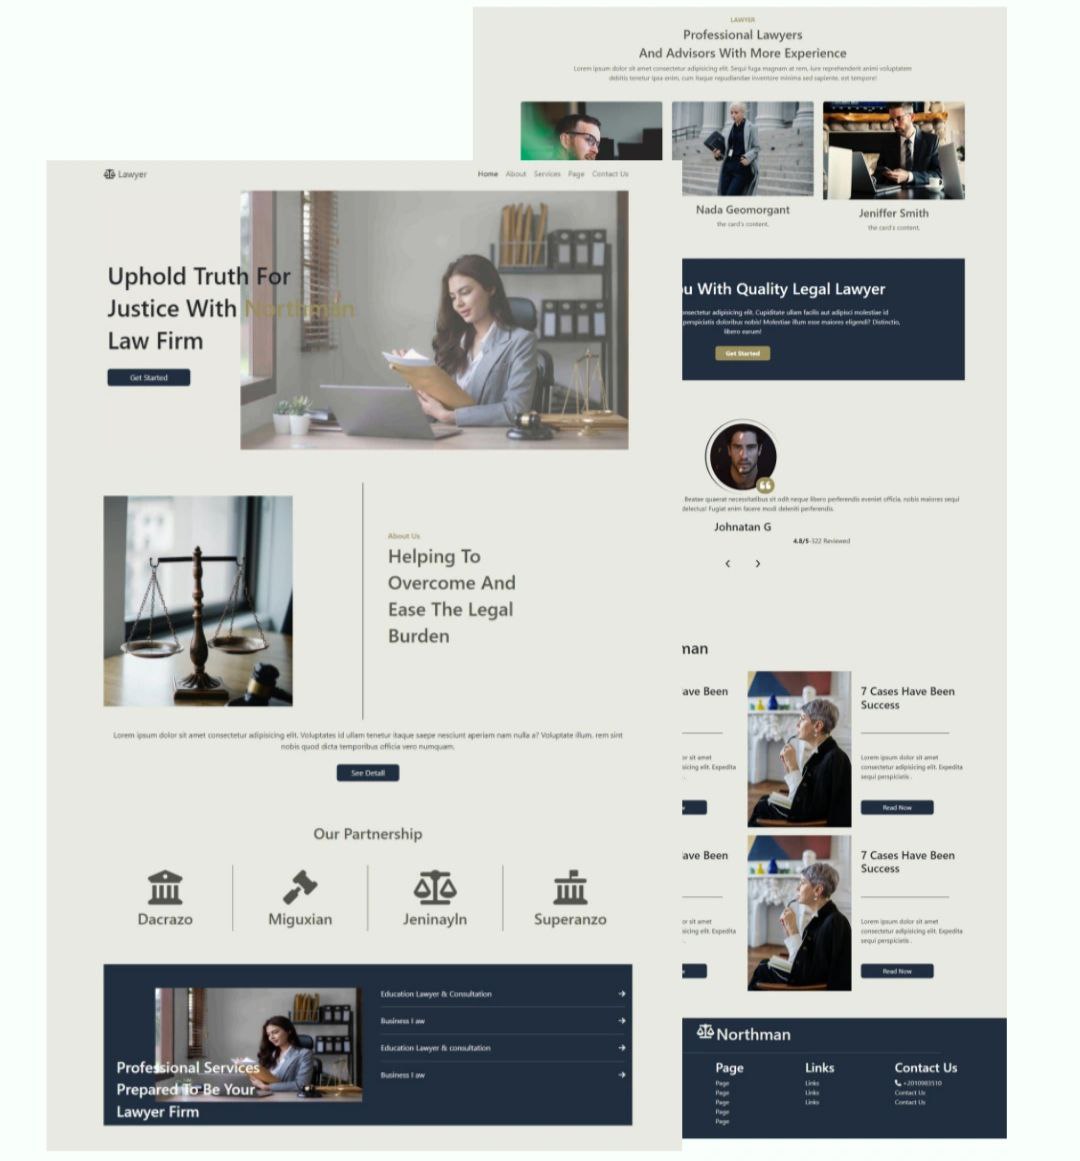 LAWYER
Professional Lawyers
And Advisors With More Experience
Lorem ipsum dolor sit amet consectetur adipisicing elit. Sequi fuga magnam at rem, iure reprehenderit animi voluptatem
debitis tenetur ipsa enim, cum itaque repudiandae inventore minima sed sapiente, est tempore!
Nada Geomorgant
the card's content.
Jeniffer Smith
the card's content.
u With Quality Legal Lawyer
nsectetur adipisicing elit. Cupiditate ullam facilis aut adipisci molestiae id
perspiciatis doloribus nobis! Molestiae illum esse maiores eligendi? Distinctio,
libero earum!
Get Started
Beatae quaerat necessitatibus sit odit neque libero perferendis eveniet officia, nobis maiores sequi
delectus! Fugiat enim facere modi deleniti perferendis.
Johnatan G
4.8/5-322 Reviewed
man
ave Been
or sit amet
sicing elit. Expedita
7 Cases Have Been
Success
Lorem ipsum dolor sit amet
consectetur adipisicing elit. Expedita
sequi perspiciatis .
Read Now
ave Been
or sit amet
sicing elit. Expedita
7 Cases Have Been
Success
Lorem ipsum dolor sit amet
consectetur adipisicing elit. Expedita
sequi perspiciatis .
Read Now
Northman
Page
Page
Page
Page
Page
Page
Links
Links
Links
Links
Contact Us
+2010983510
Contact Us
Contact Us
Lawyer
Home About Services Page Contact Us
Uphold Truth For
Justice With Northman
Law Firm
Get Started
About Us
Helping To
Overcome And
Ease The Legal
Burden
Lorem ipsum dolor sit amet consectetur adipisicing elit. Voluptates id ullam tenetur itaque saepe nesciunt aperiam nam nulla a? Voluptate illum, rem sint
nobis quod dicta temporibus officia vero numquam.
See Detail
Our Partnership
Dacrazo
Miguxian
Jeninayln
Superanzo
Professional Services
Prepared To Be Your
Lawyer Firm
Education Lawyer & Consultation
Business Law
Education Lawyer & consultation
Business Law